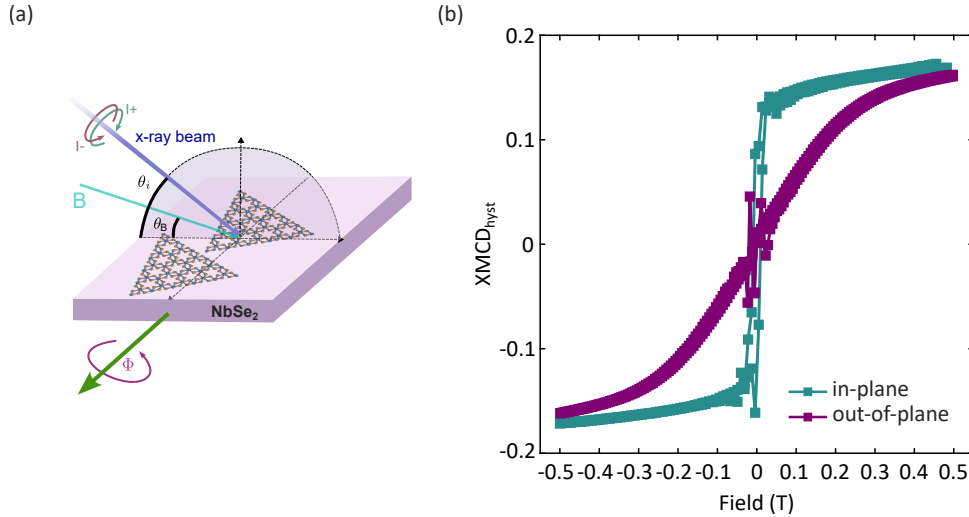 (a)
I+
I-
x-ray beam
θi
B
θB
NbSe2
Φ
(b)
XMCDhyst
0.2
0.1
0
-0.1
-0.2
in-plane
out-of-plane
-0.5 -0.4 -0.3 -0.2 -0.1 0 0.1 0.2 0.3 0.4 0.5
Field (T)